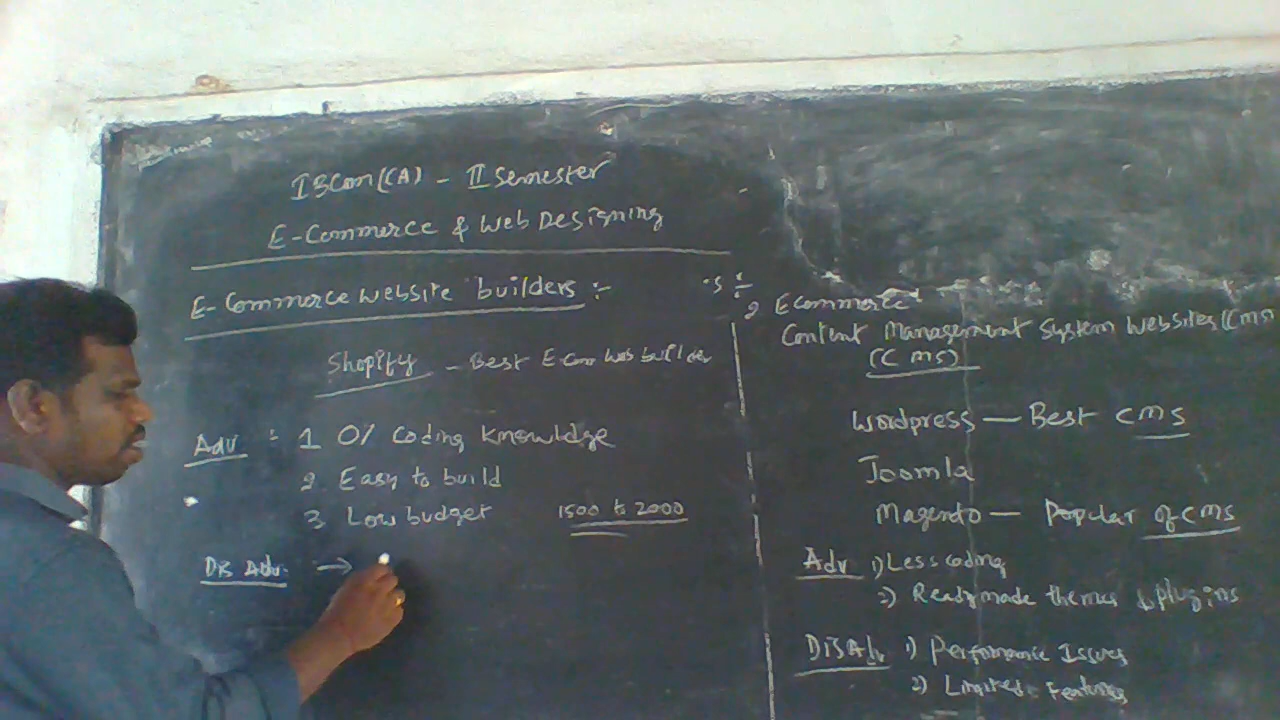 I BCom (CA) - II Semester
E-Commerce & Web Designing
E-Commerce website builders :-
Shopify - Best E-Com Web builder
Adv : 1 0% Coding Knowldge
2. Easy to build
3. Low budget 1500 to 2000
Dis Adv: →
2 Ecommerce
Content Management System Websites (CMS
(CMS)
Wordpress — Best CMS
Joomla
Magento — Popular of CMS
Adv 1) Less coding
2) Readymade themes & plugins
DisAdv 1) Performance Issues
2) Limited Features